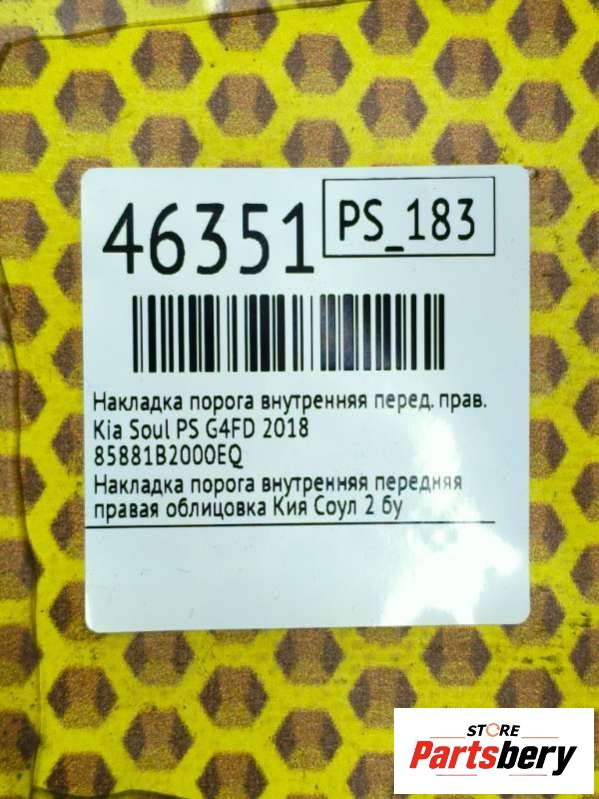 46351
PS_183
Накладка порога внутренняя перед. прав.
Kia Soul PS G4FD 2018
85881B2000EQ
Накладка порога внутренняя передняя
правая облицовка Кия Соул 2 бу
STORE
Partsbery